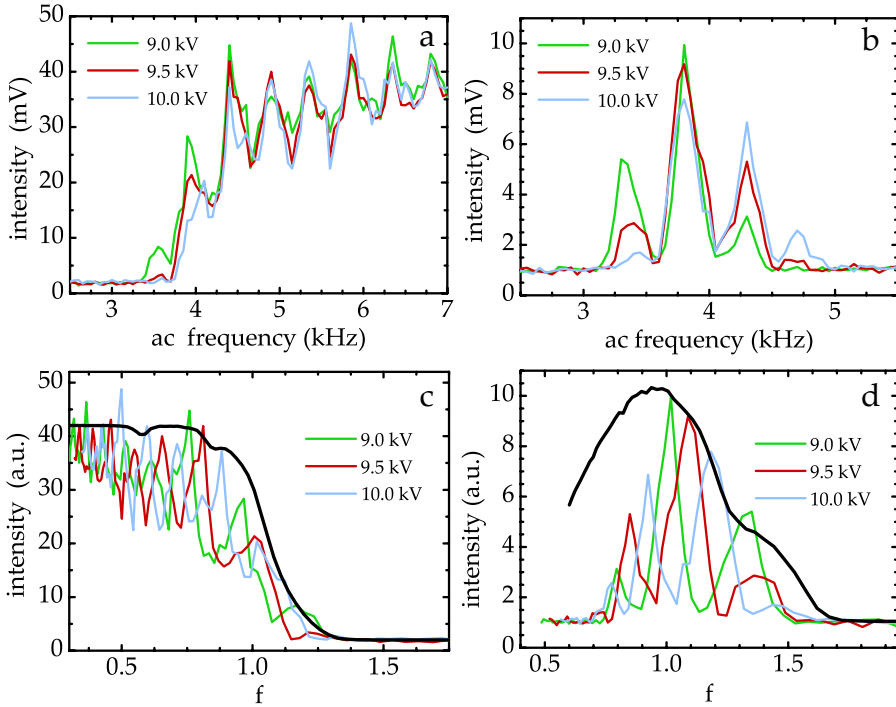 50
40
30
20
10
0
intensity (mV)
a
9.0 kV
9.5 kV
10.0 kV
3 4 5 6 7
ac frequency (kHz)
10
8
6
4
2
0
intensity (mV)
b
9.0 kV
9.5 kV
10.0 kV
3 4 5
ac frequency (kHz)
50
40
30
20
10
0
intensity (a.u.)
c
9.0 kV
9.5 kV
10.0 kV
0.5 1.0 1.5
f
10
8
6
4
2
0
intensity (a.u.)
d
9.0 kV
9.5 kV
10.0 kV
0.5 1.0 1.5
f